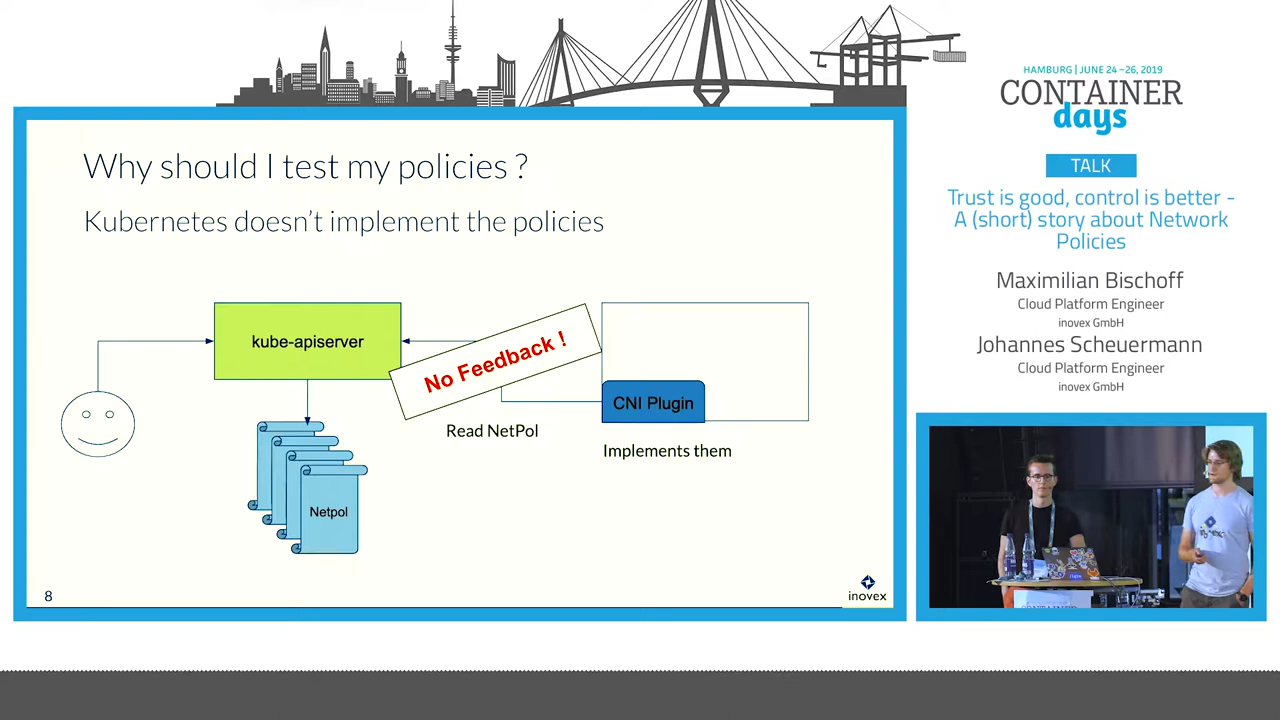 Why should I test my policies ?
Kubernetes doesn't implement the policies
kube-apiserver
No Feedback !
CNI Plugin
Read NetPol
Implements them
Netpol
8
inovex
HAMBURG | JUNE 24 – 26, 2019
CONTAINER
days
TALK
Trust is good, control is better -
A (short) story about Network
Policies
Maximilian Bischoff
Cloud Platform Engineer
inovex GmbH
Johannes Scheuermann
Cloud Platform Engineer
inovex GmbH
CONTAINER